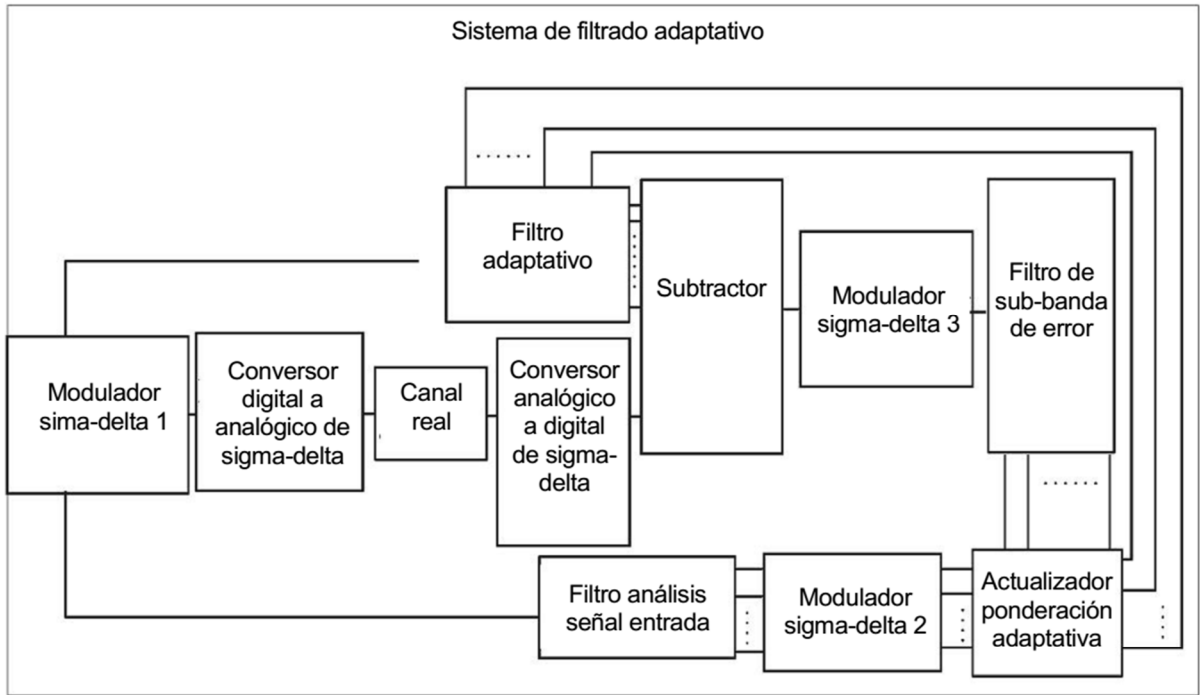 Sistema de filtrado adaptativo
Filtro
adaptativo
Subtractor
Modulador
sigma-delta 3
Filtro de
sub-banda
de error
Modulador
sima-delta 1
Conversor
digital a
analógico de
sigma-delta
Canal
real
Conversor
analógico
a digital
de sigma-
delta
Filtro análisis
señal entrada
Modulador
sigma-delta 2
Actualizador
ponderación
adaptativa